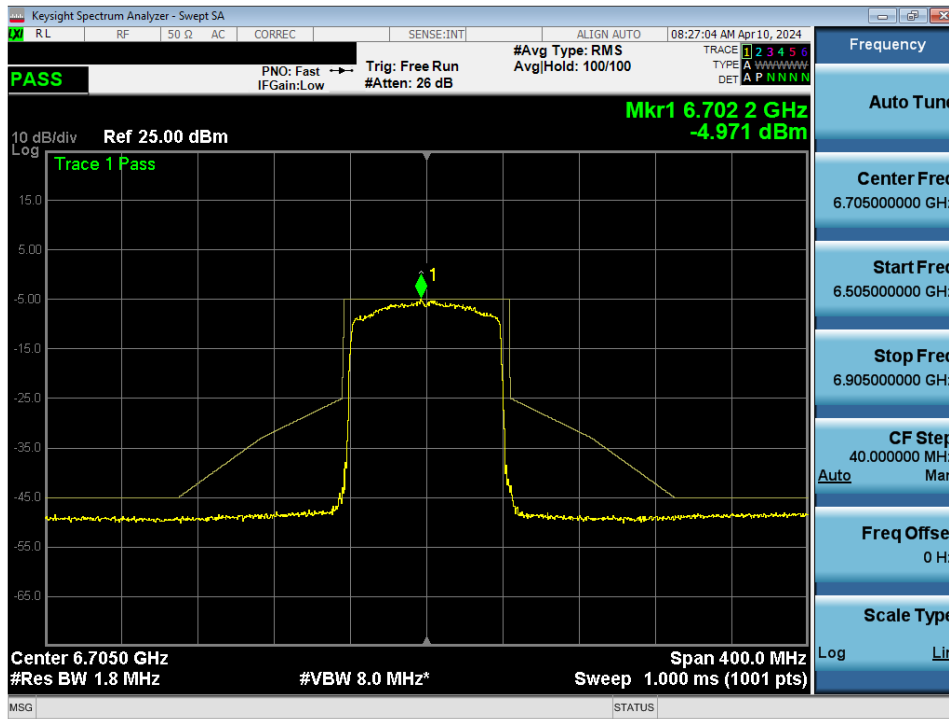 Keysight Spectrum Analyzer - Swept SA
LXI RL RF 50 Ω AC CORREC SENSE:INT ALIGN AUTO 08:27:04 AM Apr 10, 2024
PASS
PNO: Fast
IFGain:Low
Trig: Free Run
#Atten: 26 dB
#Avg Type: RMS
Avg|Hold: 100/100
TRACE 1 2 3 4 5 6
TYPE A WWWWW
DET A P N N N N
Mkr1 6.702 2 GHz
-4.971 dBm
10 dB/div Ref 25.00 dBm
Log
Trace 1 Pass
15.0
5.00
-5.00
-15.0
-25.0
-35.0
-45.0
-55.0
-65.0
1
Center 6.7050 GHz Span 400.0 MHz
#Res BW 1.8 MHz #VBW 8.0 MHz* Sweep 1.000 ms (1001 pts)
MSG STATUS
Frequency
Auto Tune
Center Freq
6.705000000 GHz
Start Freq
6.505000000 GHz
Stop Freq
6.905000000 GHz
CF Step
40.000000 MHz
Auto Man
Freq Offset
0 Hz
Scale Type
Log Lin